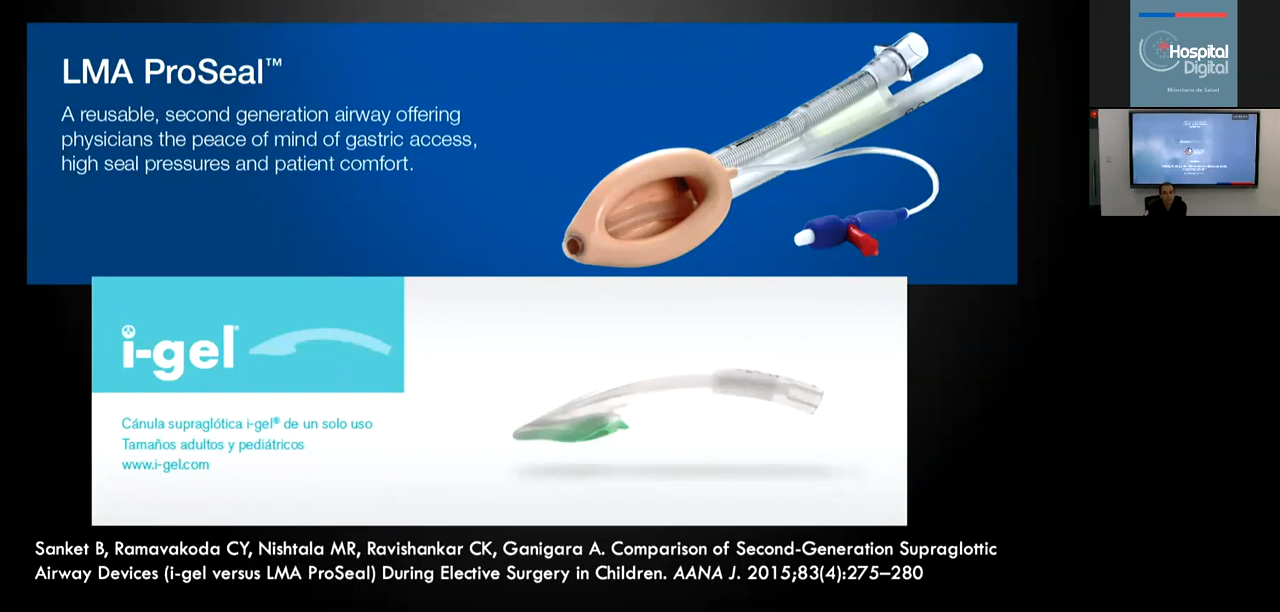 LMA ProSeal™
A reusable, second generation airway offering
physicians the peace of mind of gastric access,
high seal pressures and patient comfort.
i-gel®
Cánula supraglótica i-gel® de un solo uso
Tamaños adultos y pediátricos
www.i-gel.com
Sanket B, Ramavakoda CY, Nishtala MR, Ravishankar CK, Ganigara A. Comparison of Second-Generation Supraglottic
Airway Devices (i-gel versus LMA ProSeal) During Elective Surgery in Children. AANA J. 2015;83(4):275–280
Hospital
Digital
Ministerio de Salud